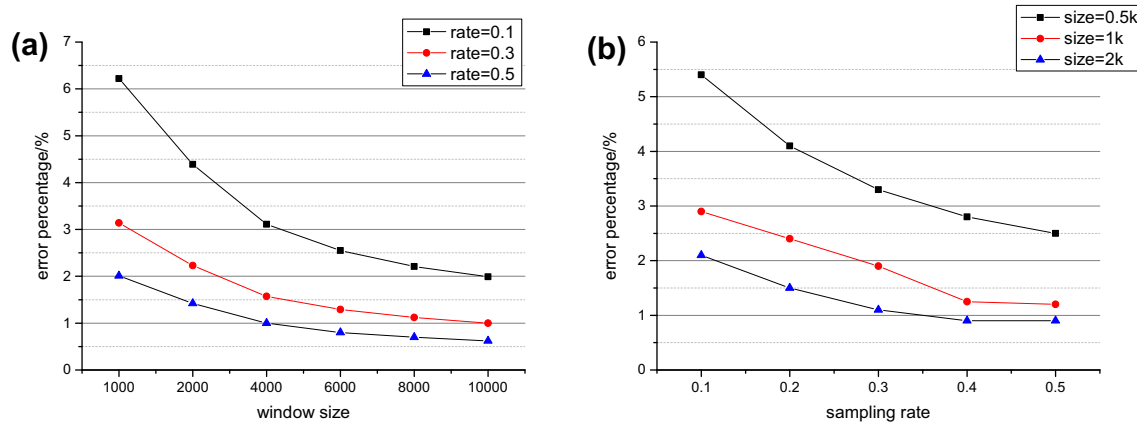 (a)
rate=0.1
rate=0.3
rate=0.5
error percentage/%
7
6
5
4
3
2
1
0
1000 2000 4000 6000 8000 10000
window size
(b)
size=0.5k
size=1k
size=2k
error percentage/%
6
5
4
3
2
1
0
0.1 0.2 0.3 0.4 0.5
sampling rate